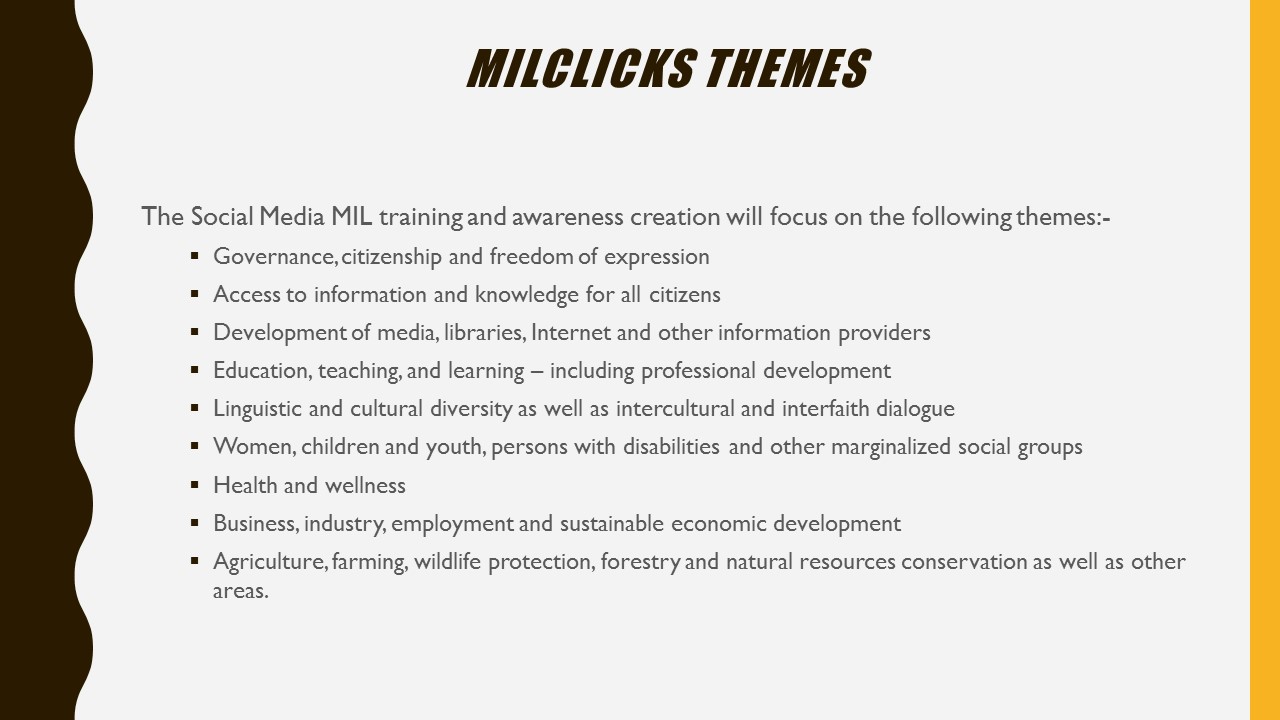 MILCLICKS THEMES
The Social Media MIL training and awareness creation will focus on the following themes:-
▪ Governance, citizenship and freedom of expression
▪ Access to information and knowledge for all citizens
▪ Development of media, libraries, Internet and other information providers
▪ Education, teaching, and learning – including professional development
▪ Linguistic and cultural diversity as well as intercultural and interfaith dialogue
▪ Women, children and youth, persons with disabilities and other marginalized social groups
▪ Health and wellness
▪ Business, industry, employment and sustainable economic development
▪ Agriculture, farming, wildlife protection, forestry and natural resources conservation as well as other
areas.